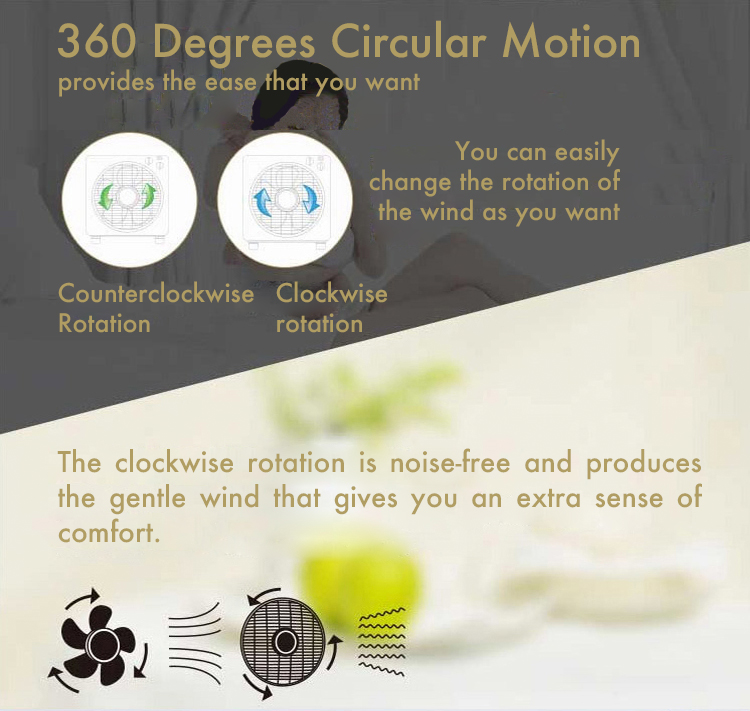 360 Degrees Circular Motion
provides the ease that you want
You can easily
change the rotation of
the wind as you want
Counterclockwise
Rotation
Clockwise
rotation
The clockwise rotation is noise-free and produces
the gentle wind that gives you an extra sense of
comfort.